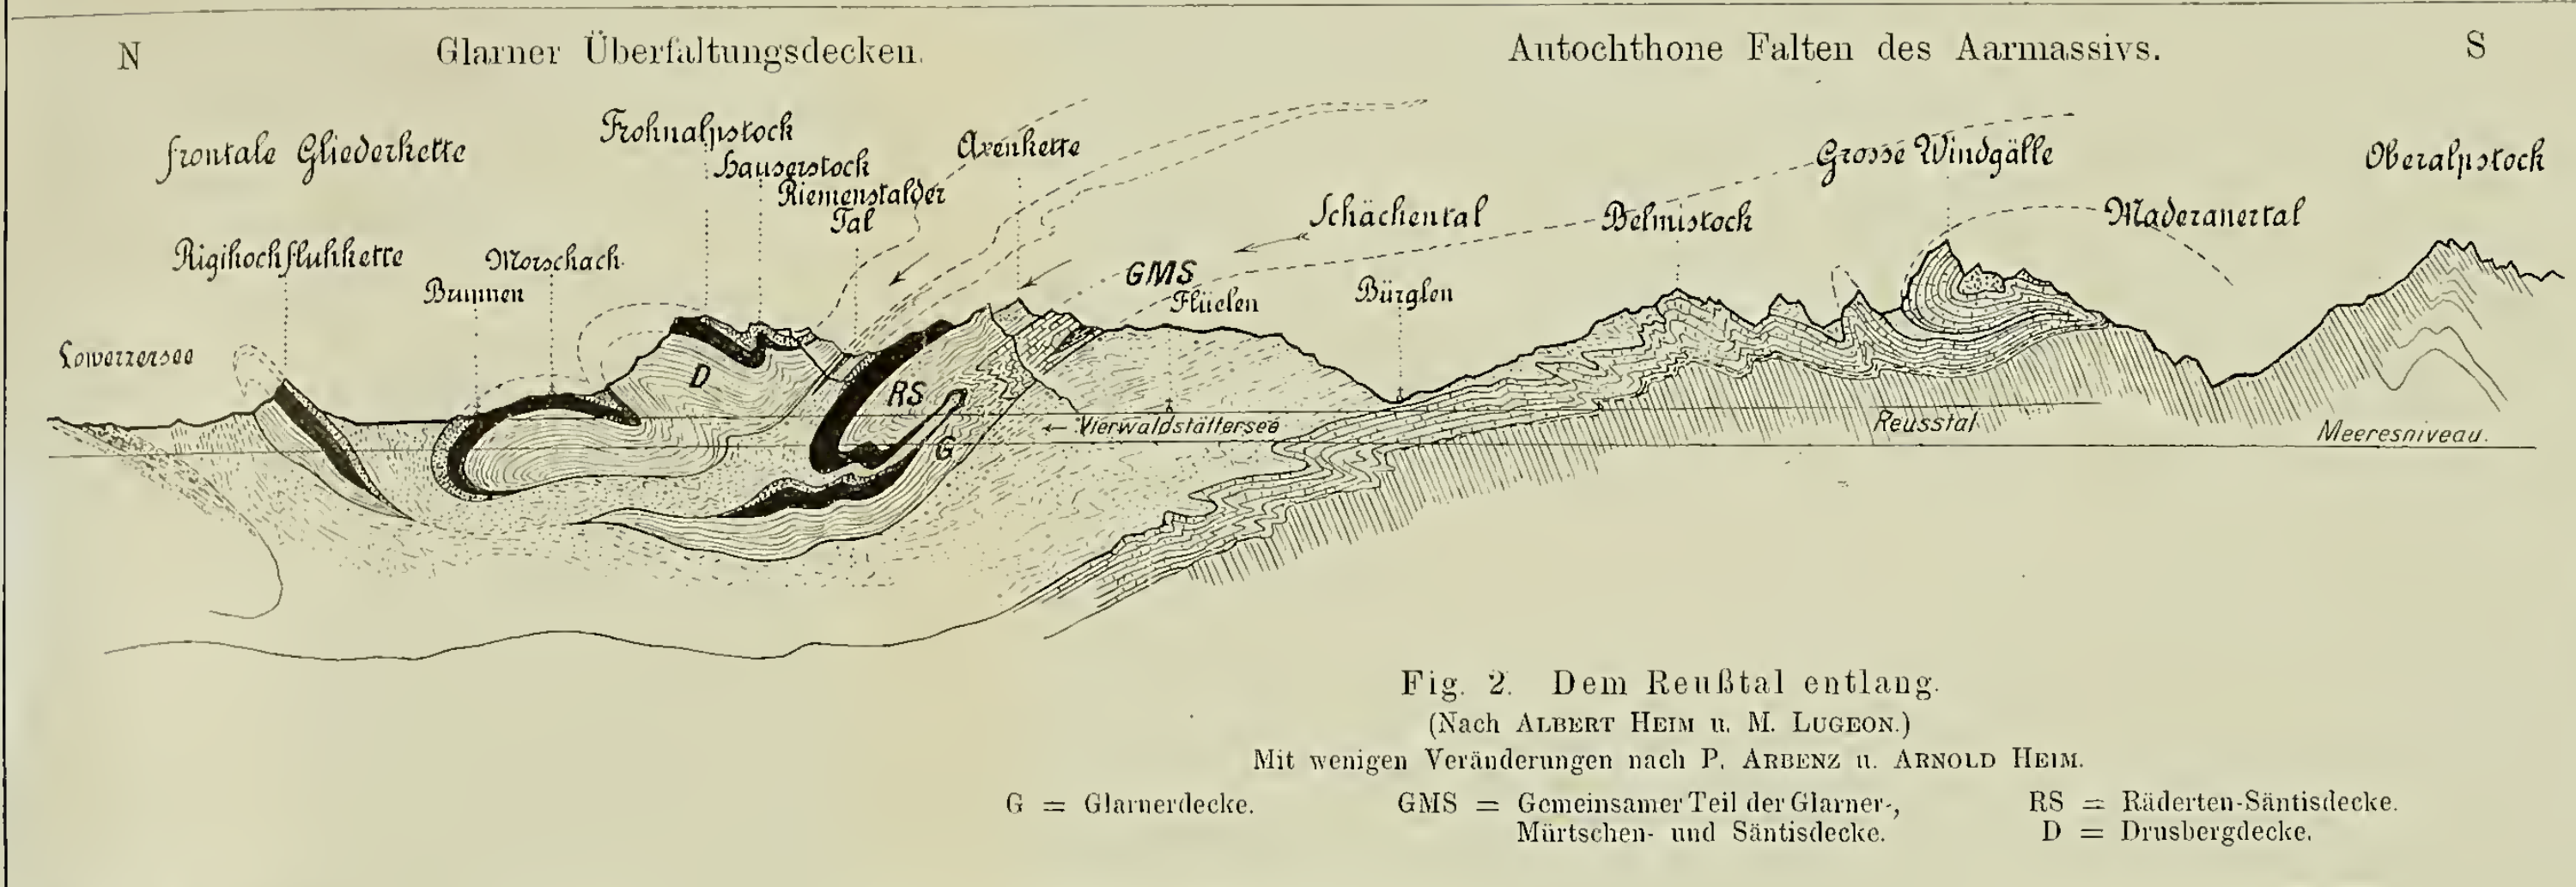 N
Glarner Überfaltungsdecken.
Autochthone Falten des Aarmassivs.
S
frontale Gliederkette
Frohnalpstock
Hauserstock
Riemenstalder
Tal
Axenkette
Grosse Windgälle
Oberalpstock
Rigihochfluhkette
Morschach
Brunnen
GMS
Flüelen
Schächental
Bürglen
Belmistock
Maderanertal
Lowerzersee
D
RS
G
← Vierwaldstättersee
Reusstal
Meeresniveau.
Fig. 2. Dem Reußtal entlang.
(Nach ALBERT HEIM u. M. LUGEON.)
Mit wenigen Veränderungen nach P. ARBENZ u. ARNOLD HEIM.
G = Glarnerdecke.
GMS = Gemeinsamer Teil der Glarner-,
Mürtschen- und Säntisdecke.
RS = Räderten-Säntisdecke.
D = Drusbergdecke.